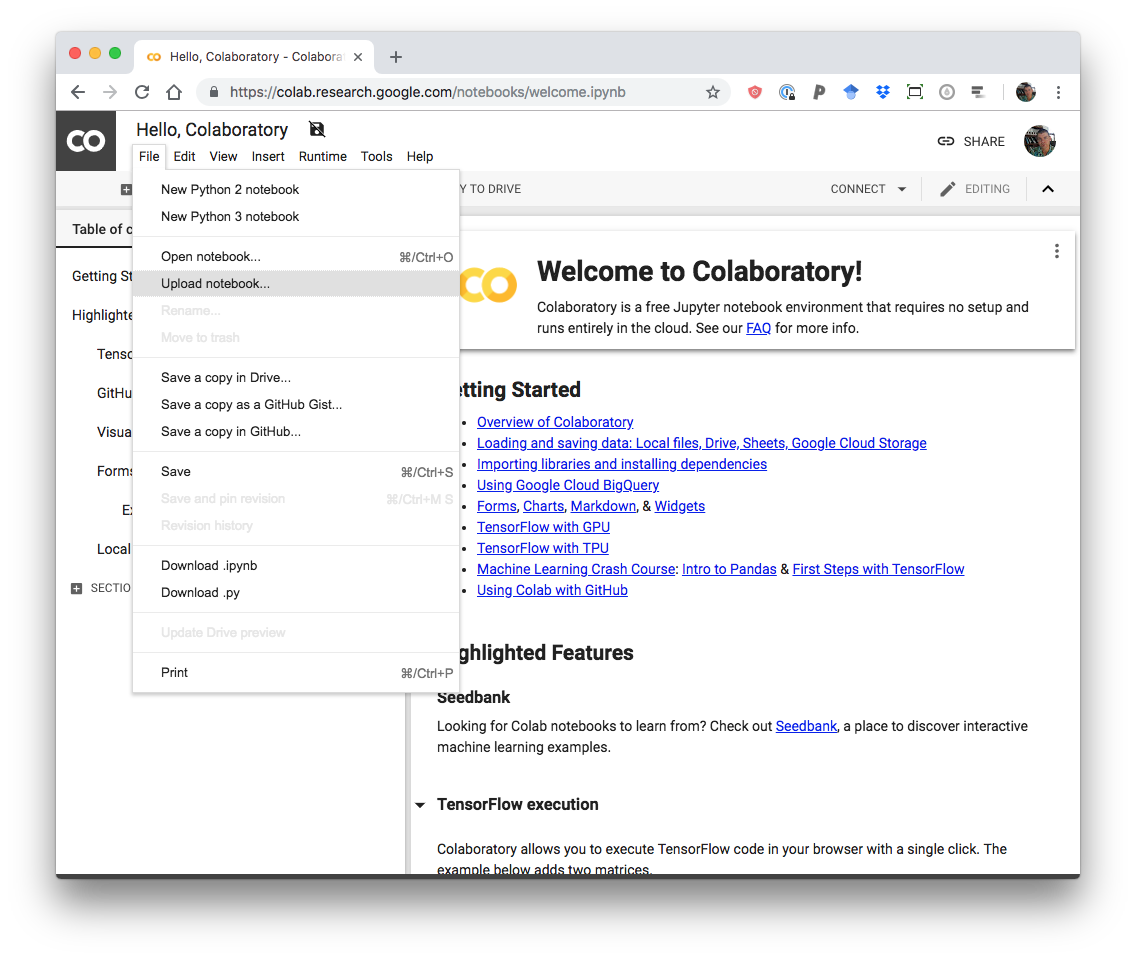 Hello, Colaboratory - Colabora
https://colab.research.google.com/notebooks/welcome.ipynb
CO
Hello, Colaboratory
SHARE
File Edit View Insert Runtime Tools Help
Y TO DRIVE
CONNECT
EDITING
New Python 2 notebook
New Python 3 notebook
Open notebook... ⌘/Ctrl+O
Upload notebook...
Rename...
Move to trash
Save a copy in Drive...
Save a copy as a GitHub Gist...
Save a copy in GitHub...
Save ⌘/Ctrl+S
Save and pin revision ⌘/Ctrl+M S
Revision history
Download .ipynb
Download .py
Update Drive preview
Print ⌘/Ctrl+P
Table of c
Getting St
Highlighte
Tenso
GitHu
Visua
Forms
Ex
Local
SECTIO
Welcome to Colaboratory!
Colaboratory is a free Jupyter notebook environment that requires no setup and
runs entirely in the cloud. See our FAQ for more info.
etting Started
• Overview of Colaboratory
• Loading and saving data: Local files, Drive, Sheets, Google Cloud Storage
• Importing libraries and installing dependencies
• Using Google Cloud BigQuery
• Forms, Charts, Markdown, & Widgets
• TensorFlow with GPU
• TensorFlow with TPU
• Machine Learning Crash Course: Intro to Pandas & First Steps with TensorFlow
• Using Colab with GitHub
ghlighted Features
Seedbank
Looking for Colab notebooks to learn from? Check out Seedbank, a place to discover interactive
machine learning examples.
TensorFlow execution
Colaboratory allows you to execute TensorFlow code in your browser with a single click. The
example below adds two matrices.